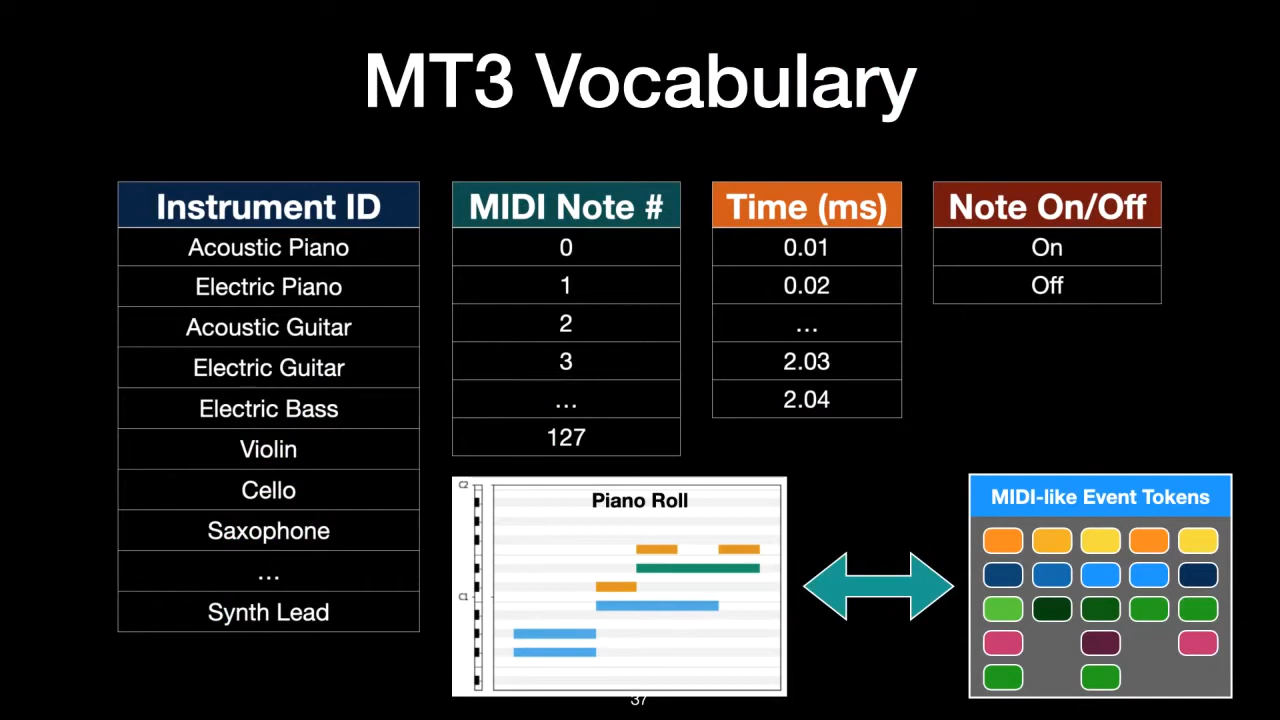 MT3 Vocabulary
Instrument ID
Acoustic Piano
Electric Piano
Acoustic Guitar
Electric Guitar
Electric Bass
Violin
Cello
Saxophone
...
Synth Lead
MIDI Note #
0
1
2
3
...
127
Time (ms)
0.01
0.02
...
2.03
2.04
Note On/Off
On
Off
Piano Roll
C2
C1
MIDI-like Event Tokens
37